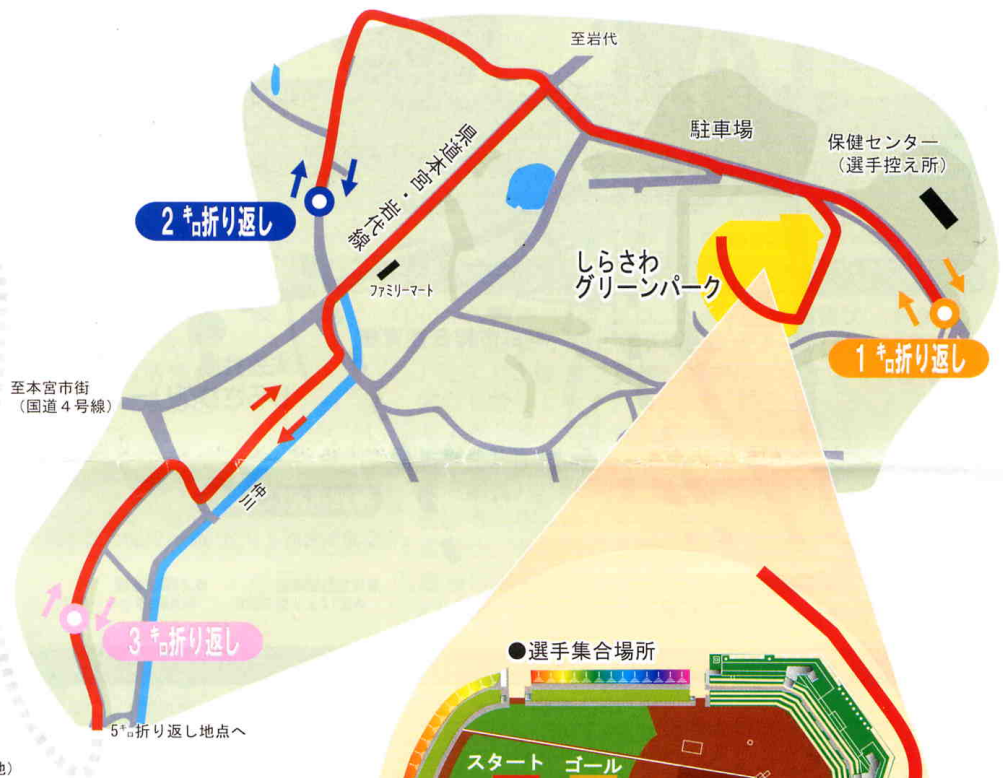 至岩代
駐車場
保健センター
(選手控え所)
県道本宮・岩代線
2㌔折り返し
ファミリーマート
しらさわ
グリーンパーク
1㌔折り返し
至本宮市街
(国道4号線)
仲川
3㌔折り返し
●選手集合場所
5㌔折り返し地点へ
スタート ゴール